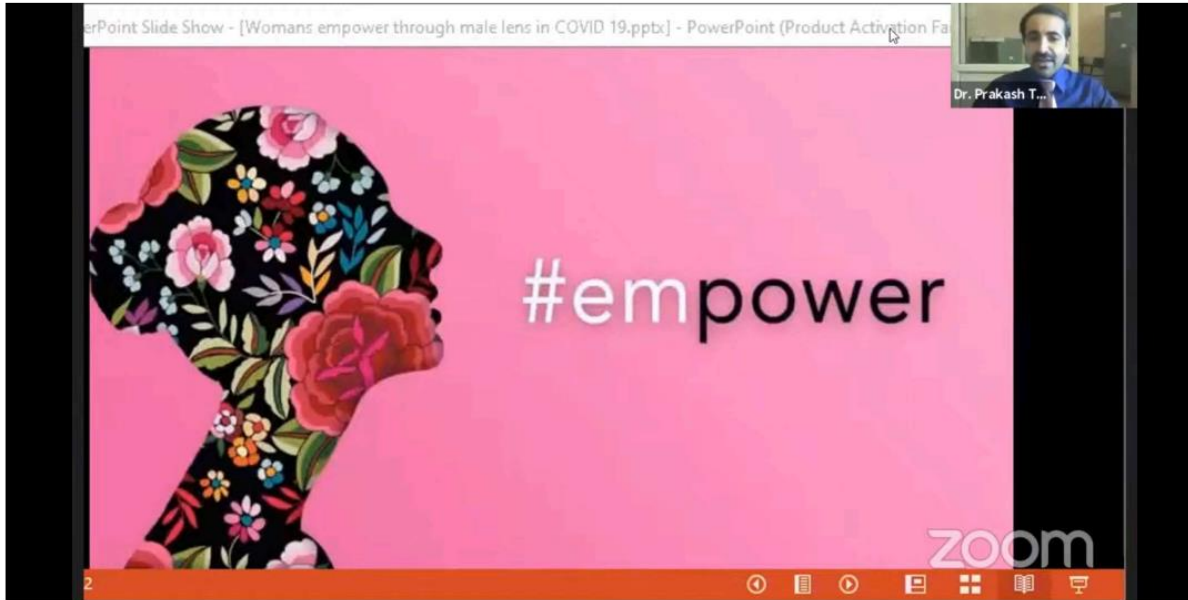 erPoint Slide Show - [Womans empower through male lens in COVID 19.pptx] - PowerPoint (Product Activation Fai
Dr. Prakash T...
#empower
zoom
2